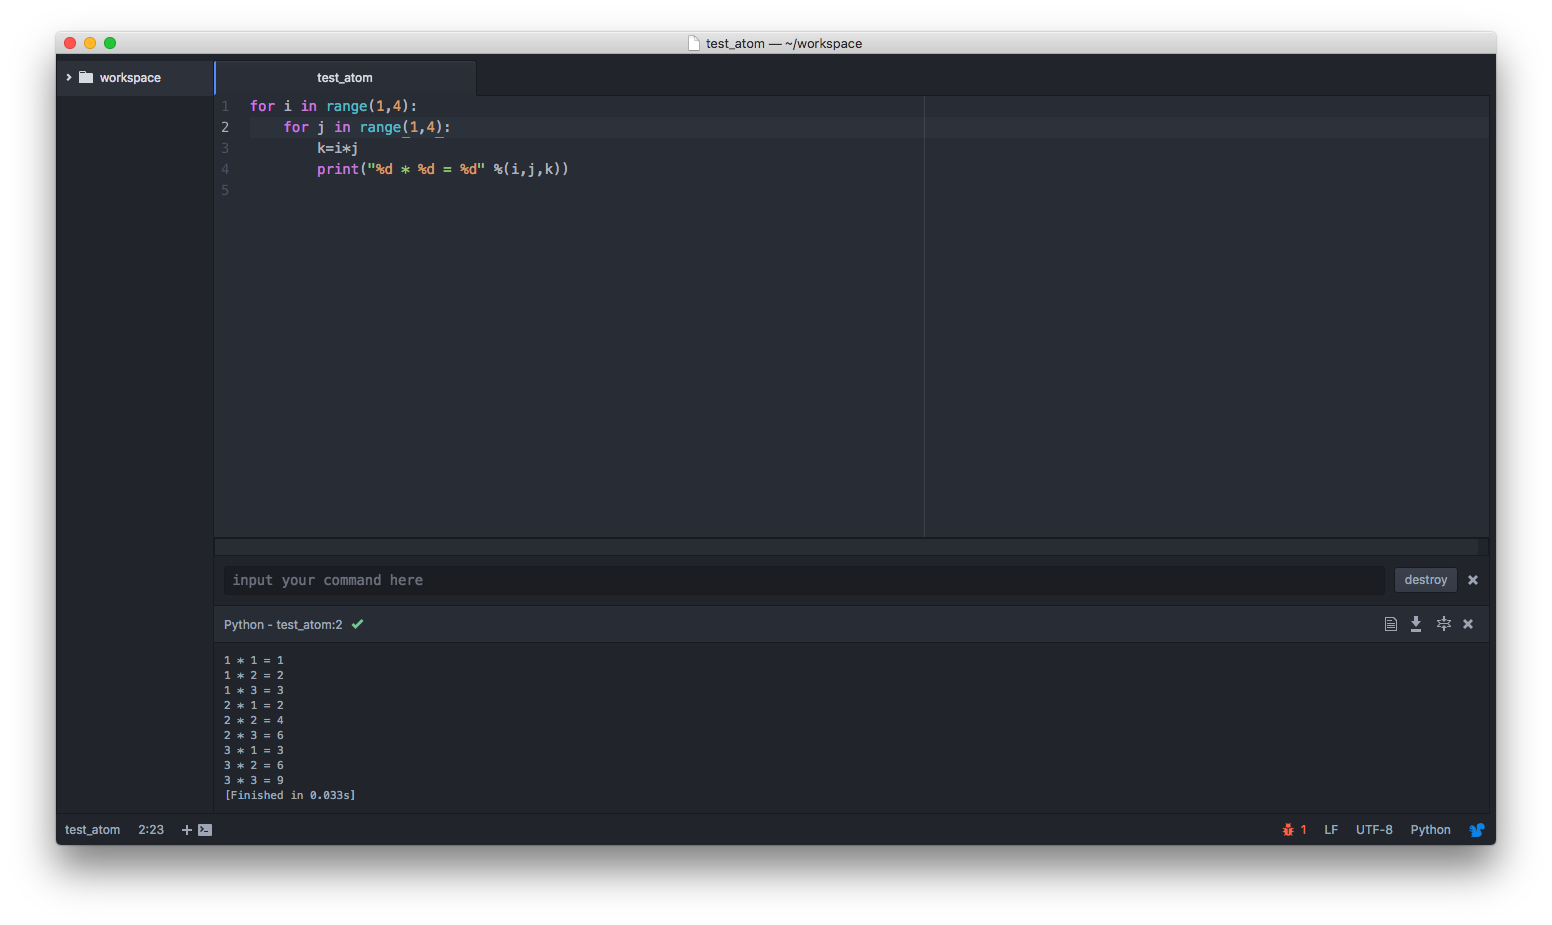 test_atom — ~/workspace
workspace
test_atom
1 for i in range(1,4):
2     for j in range(1,4):
3         k=i*j
4         print("%d * %d = %d" %(i,j,k))
5
input your command here
destroy
Python - test_atom:2
1 * 1 = 1
1 * 2 = 2
1 * 3 = 3
2 * 1 = 2
2 * 2 = 4
2 * 3 = 6
3 * 1 = 3
3 * 2 = 6
3 * 3 = 9
[Finished in 0.033s]
test_atom 2:23 1 LF UTF-8 Python